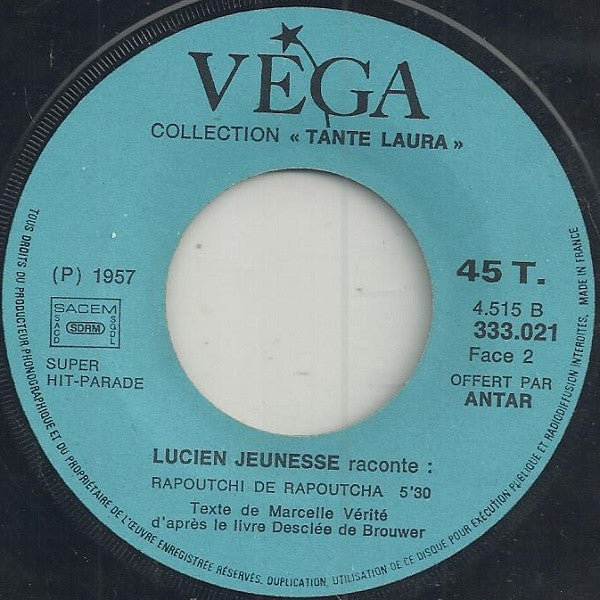 VEGA
COLLECTION « TANTE LAURA »
(P) 1957
SACEM
SACD
SDRM
SGDL
SUPER
HIT-PARADE
45 T.
4.515 B
333.021
Face 2
OFFERT PAR
ANTAR
LUCIEN JEUNESSE raconte :
RAPOUTCHI DE RAPOUTCHA 5'30
Texte de Marcelle Vérité
d'après le livre Desclée de Brouwer
TOUS DROITS DU PRODUCTEUR PHONOGRAPHIQUE ET DU PROPRIÉTAIRE DE L'ŒUVRE ENREGISTRÉE RÉSERVÉS, DUPLICATION, UTILISATION DE CE DISQUE POUR EXÉCUTION PUBLIQUE ET RADIODIFFUSION INTERDITES, MADE IN FRANCE